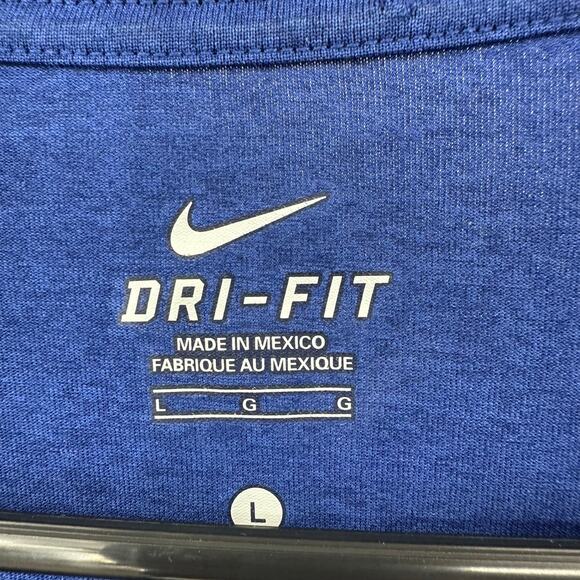 DRI-FIT
MADE IN MEXICO
FABRIQUE AU MEXIQUE
L G G
L